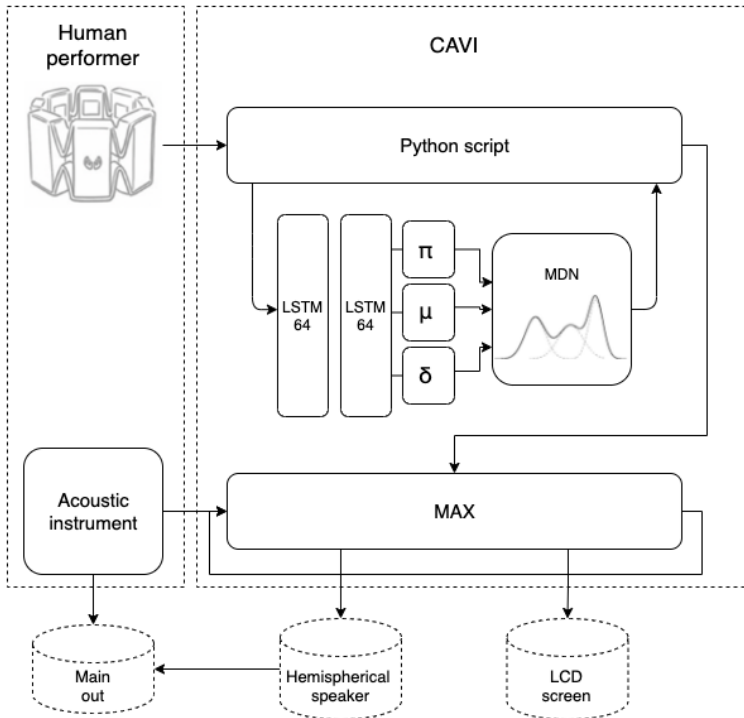 Human
performer
CAVI
Python script
LSTM
64
LSTM
64
π
μ
δ
MDN
Acoustic
instrument
MAX
Main
out
Hemispherical
speaker
LCD
screen